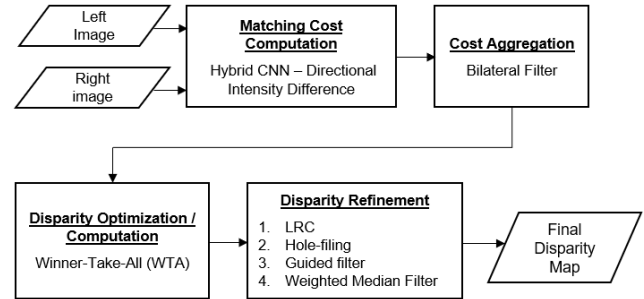 Left
Image
Right
image
Matching Cost
Computation
Hybrid CNN – Directional
Intensity Difference
Cost Aggregation
Bilateral Filter
Disparity Optimization /
Computation
Winner-Take-All (WTA)
Disparity Refinement
1. LRC
2. Hole-filing
3. Guided filter
4. Weighted Median Filter
Final
Disparity
Map